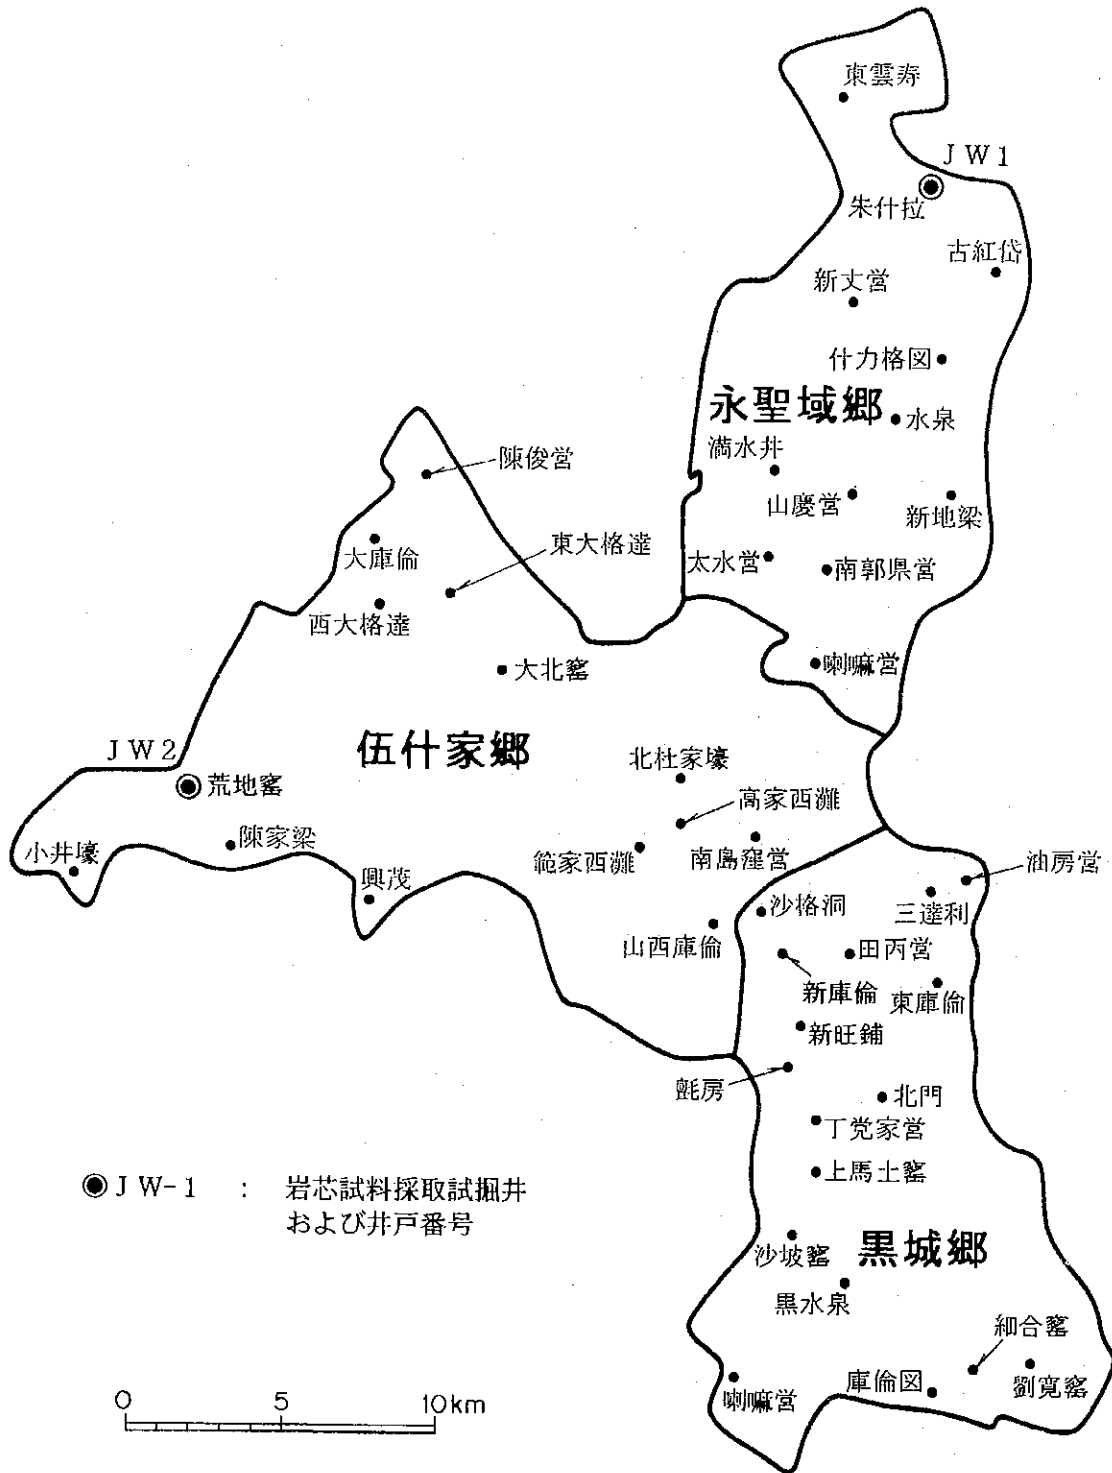 東雲寿
JW1
朱什拉
古紅岱
新丈営
什力格図
永聖域郷
水泉
満水井
陳俊営
山慶営
新地梁
大庫倫
東大格達
太水営
南郭県営
西大格達
喇嘛営
大北窰
伍什家郷
JW2
北杜家壕
荒地窰
高家西灘
小井壕
陳家梁
範家西灘
南島窪営
油房営
興茂
沙格洞
三達利
山西庫倫
田丙営
新庫倫
東庫倫
新旺鋪
氈房
北門
丁党家営
上馬土窰
JW-1 : 岩芯試料採取試掘井
および井戸番号
沙坡窰
黒城郷
黒水泉
細合窰
喇嘛営
庫倫図
劉寛窰
0 5 10km